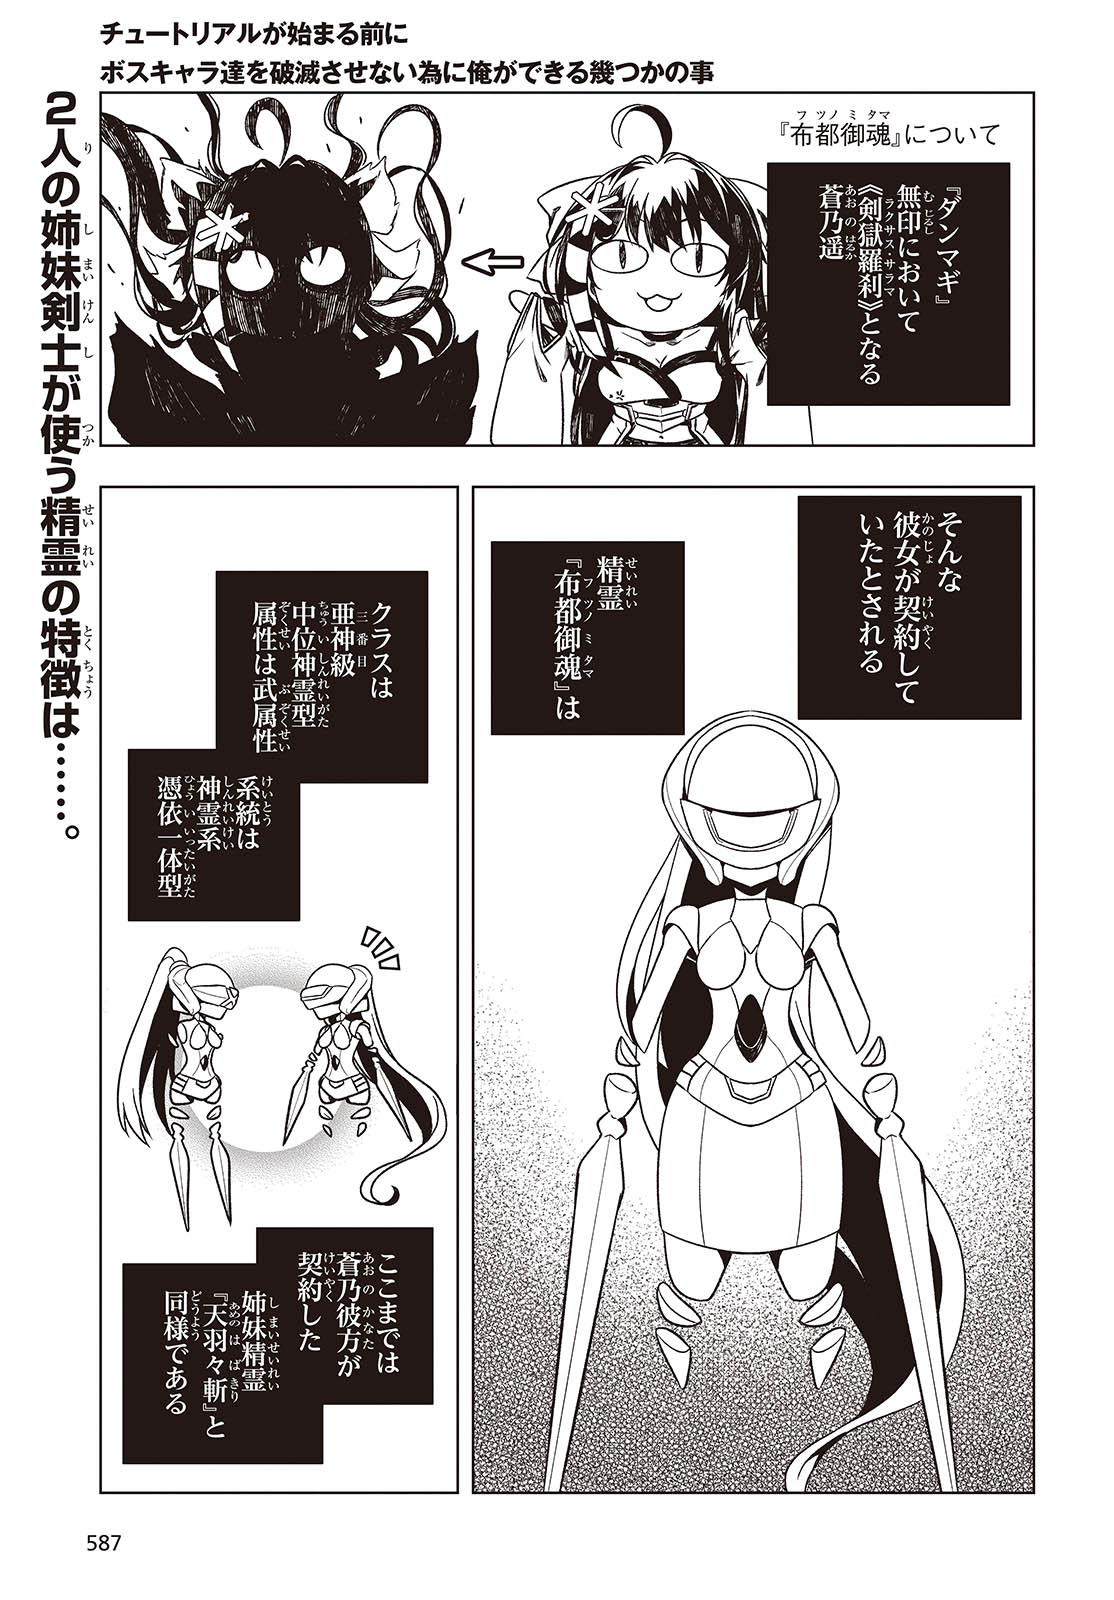 チュートリアルが始まる前に
ボスキャラ達を破滅させない為に俺ができる幾つかの事
2人の姉妹剣士が使う精霊の特徴は……。
『布都御魂』について
『ダンマギ』
無印において
《剣獄羅刹》となる
蒼乃遥
そんな
彼女が契約して
いたとされる
精霊
『布都御魂』は
クラスは
亜神級
中位神霊型
属性は武属性
系統は
神霊系
憑依一体型
ここまでは
蒼乃彼方が
契約した
姉妹精霊
『天羽々斬』と
同様である
587